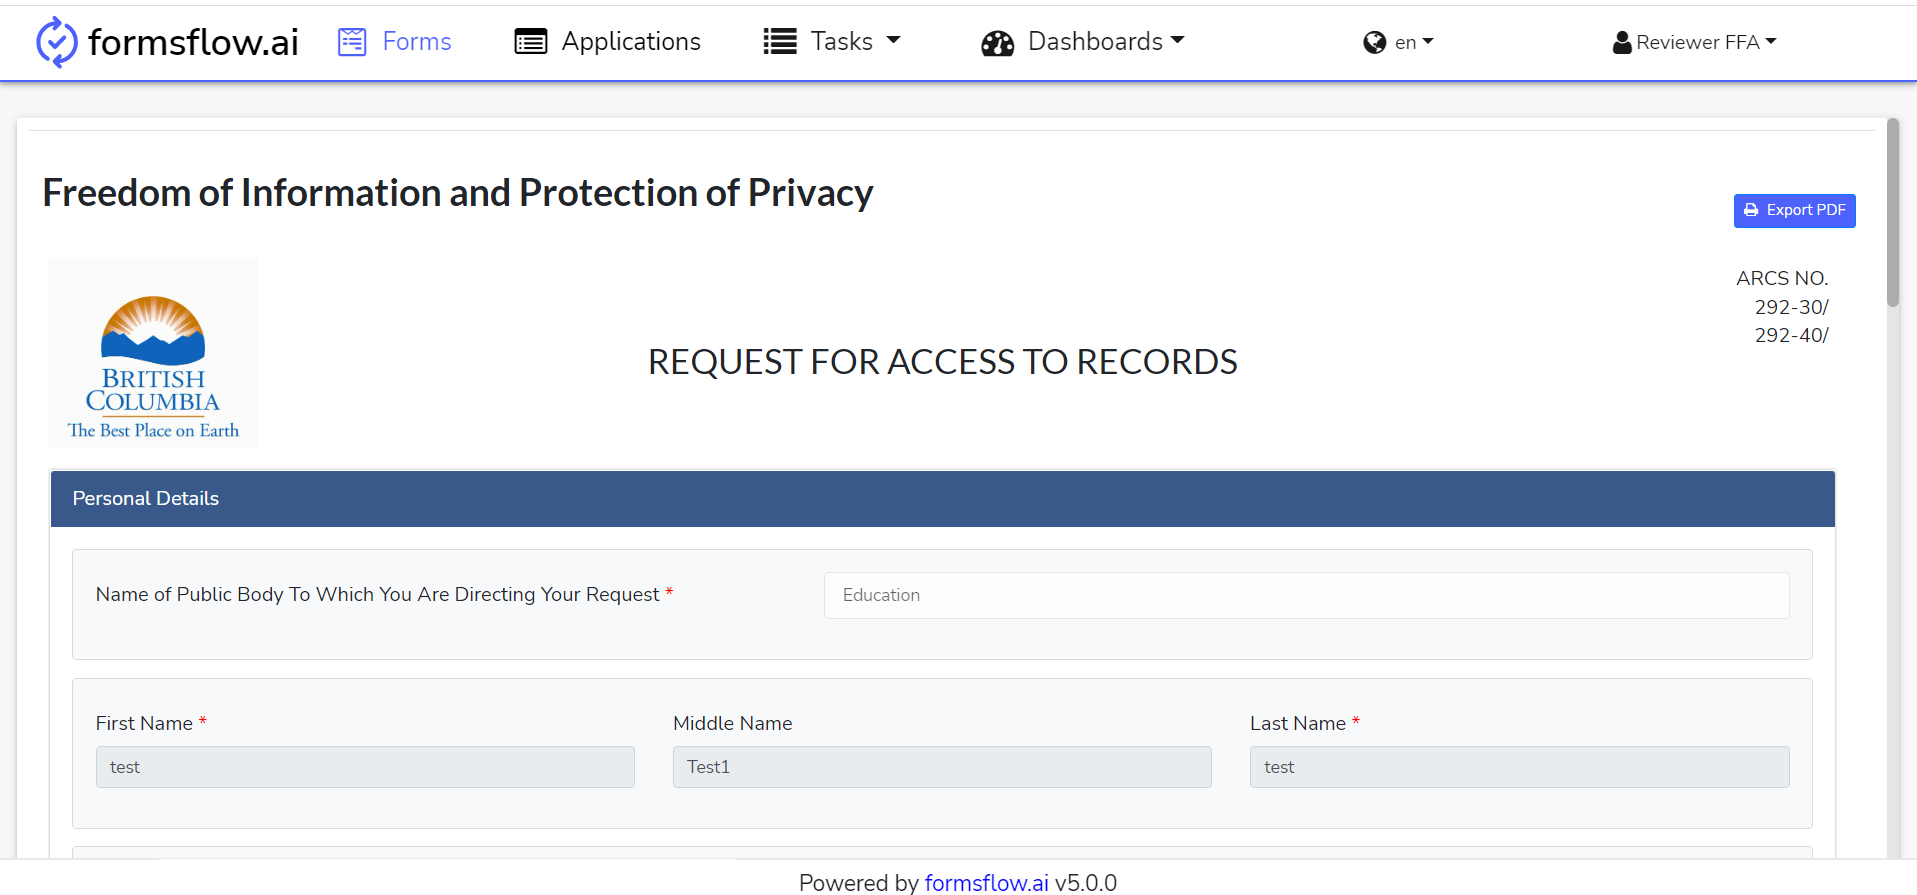 formsflow.ai Forms Applications Tasks Dashboards en Reviewer FFA
Freedom of Information and Protection of Privacy
Export PDF
ARCS NO.
292-30/
292-40/
REQUEST FOR ACCESS TO RECORDS
BRITISH
COLUMBIA
The Best Place on Earth
Personal Details
Name of Public Body To Which You Are Directing Your Request * Education
First Name * Middle Name Last Name *
test Test1 test
Powered by formsflow.ai v5.0.0